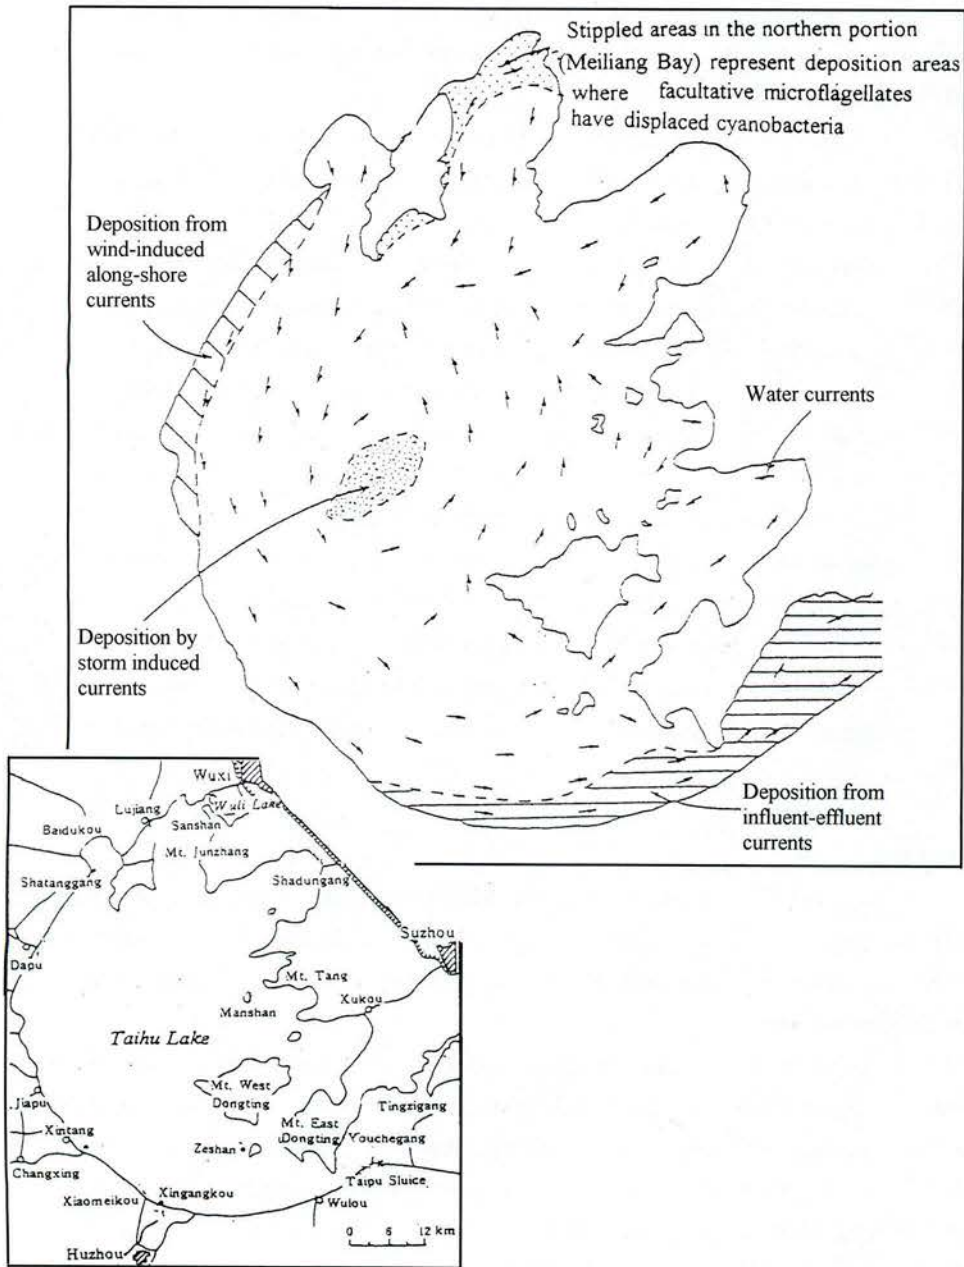 Stippled areas in the northern portion
(Meiliang Bay) represent deposition areas
where facultative microflagellates
have displaced cyanobacteria
Deposition from
wind-induced
along-shore
currents
Water currents
Deposition by
storm induced
currents
Deposition from
influent-effluent
currents
Wuxi
Lujiang
Wuli Lake
Sanshan
Baidukou
Mt. Junzhang
Shatanggang
Shadungang
Suzhou
Dapu
Mt. Tang
Xukou
Manshan
Taihu Lake
Mt. West
Dongting
Jiapu
Tingzigang
Mt. East
Dongting
Xintang
Youchegang
Zeshan
Changxing
Taipu Sluice
Xiaomeikou
Xingangkou
Wulou
0 6 12 km
Huzhou